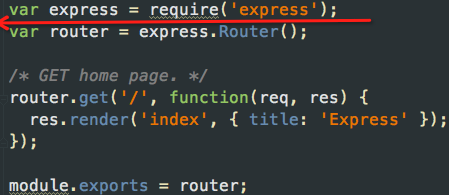 var express = require('express');
var router = express.Router();
/* GET home page. */
router.get('/', function(req, res) {
  res.render('index', { title: 'Express' });
});
module.exports = router;